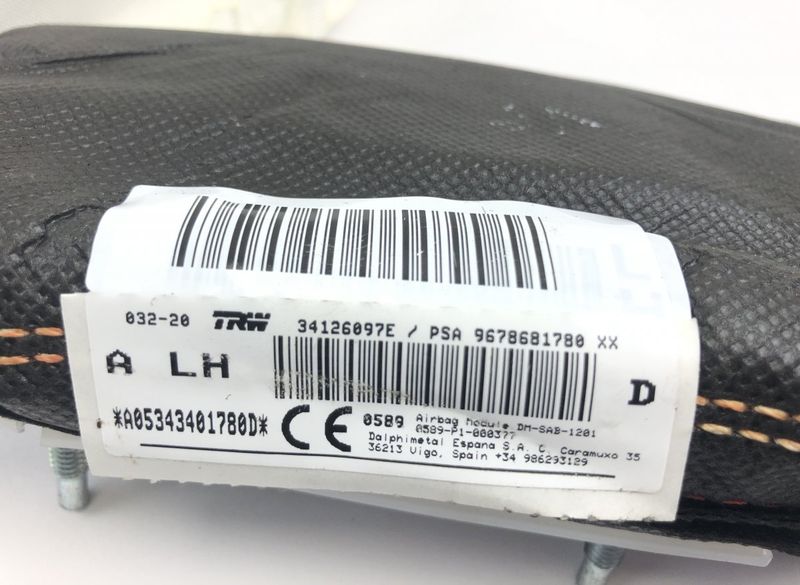 032-20 TRW 34126097E / PSA 9678681780 XX
A LH D
*A05343401780D* CE 0589 Airbag Module DM-SAB-1201
0589-P1-000377
Dalphimetal Espana S.A. C. Caramuxo 35
36213 Vigo, Spain +34 986293129